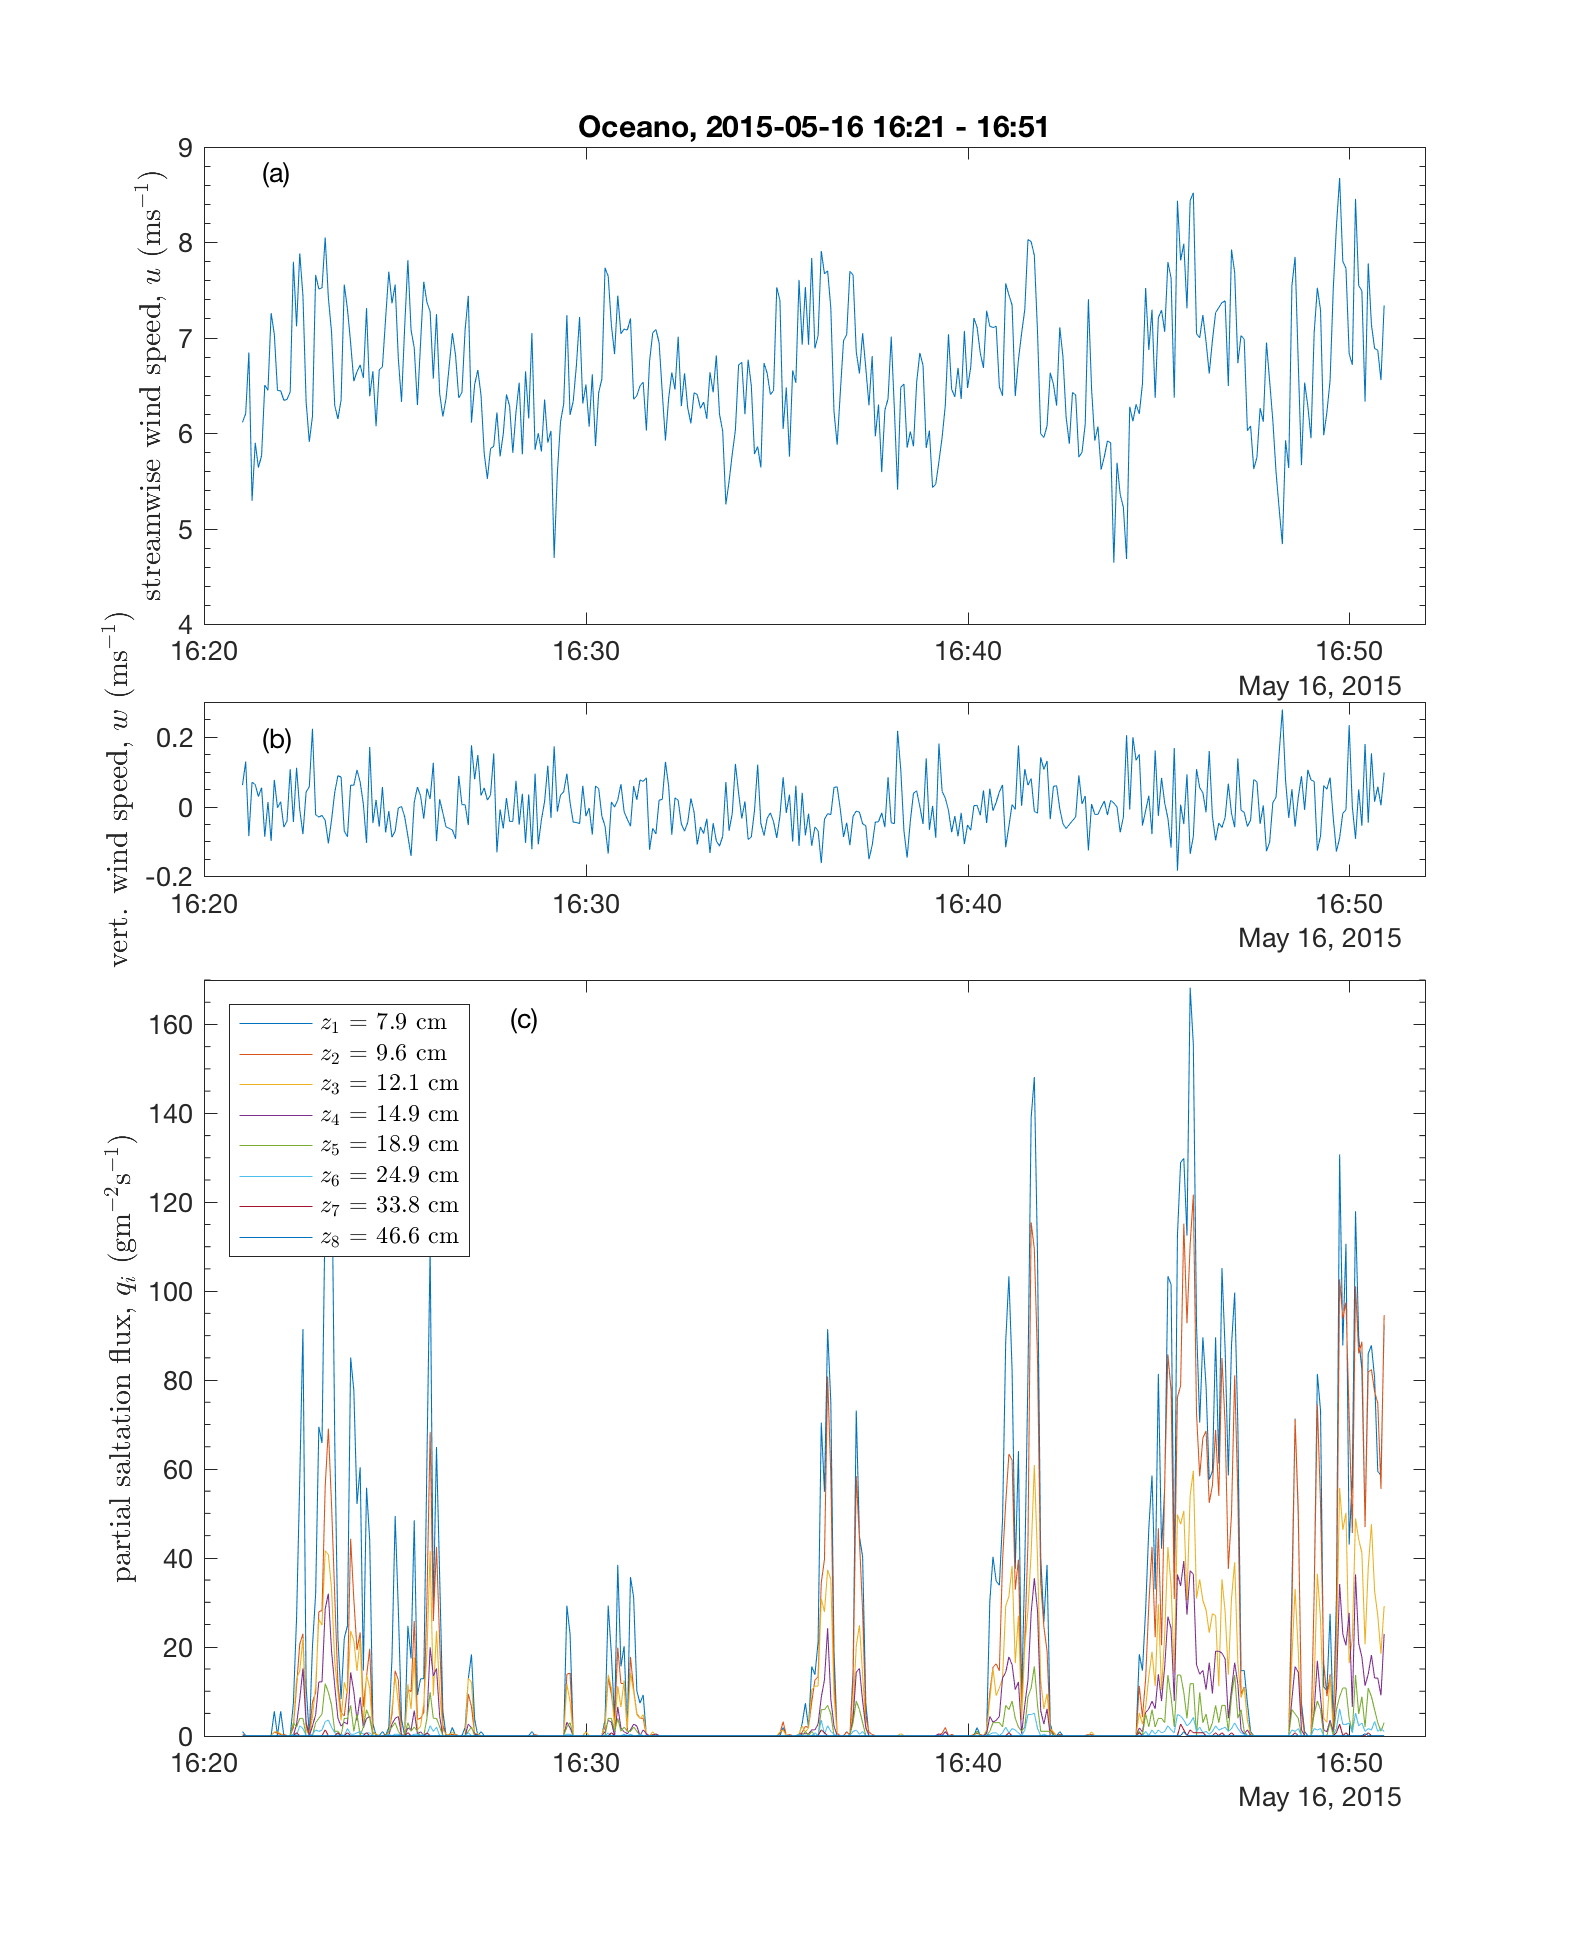 Oceano, 2015-05-16 16:21 - 16:51
(a)
streamwise wind speed, u (ms⁻¹)
9
8
7
6
5
4
16:20 16:30 16:40 16:50
May 16, 2015
(b)
vert. wind speed, w (ms⁻¹)
0.2
0
-0.2
16:20 16:30 16:40 16:50
May 16, 2015
(c)
partial saltation flux, qᵢ (gm⁻²s⁻¹)
160
140
120
100
80
60
40
20
0
z₁ = 7.9 cm
z₂ = 9.6 cm
z₃ = 12.1 cm
z₄ = 14.9 cm
z₅ = 18.9 cm
z₆ = 24.9 cm
z₇ = 33.8 cm
z₈ = 46.6 cm
16:20 16:30 16:40 16:50
May 16, 2015